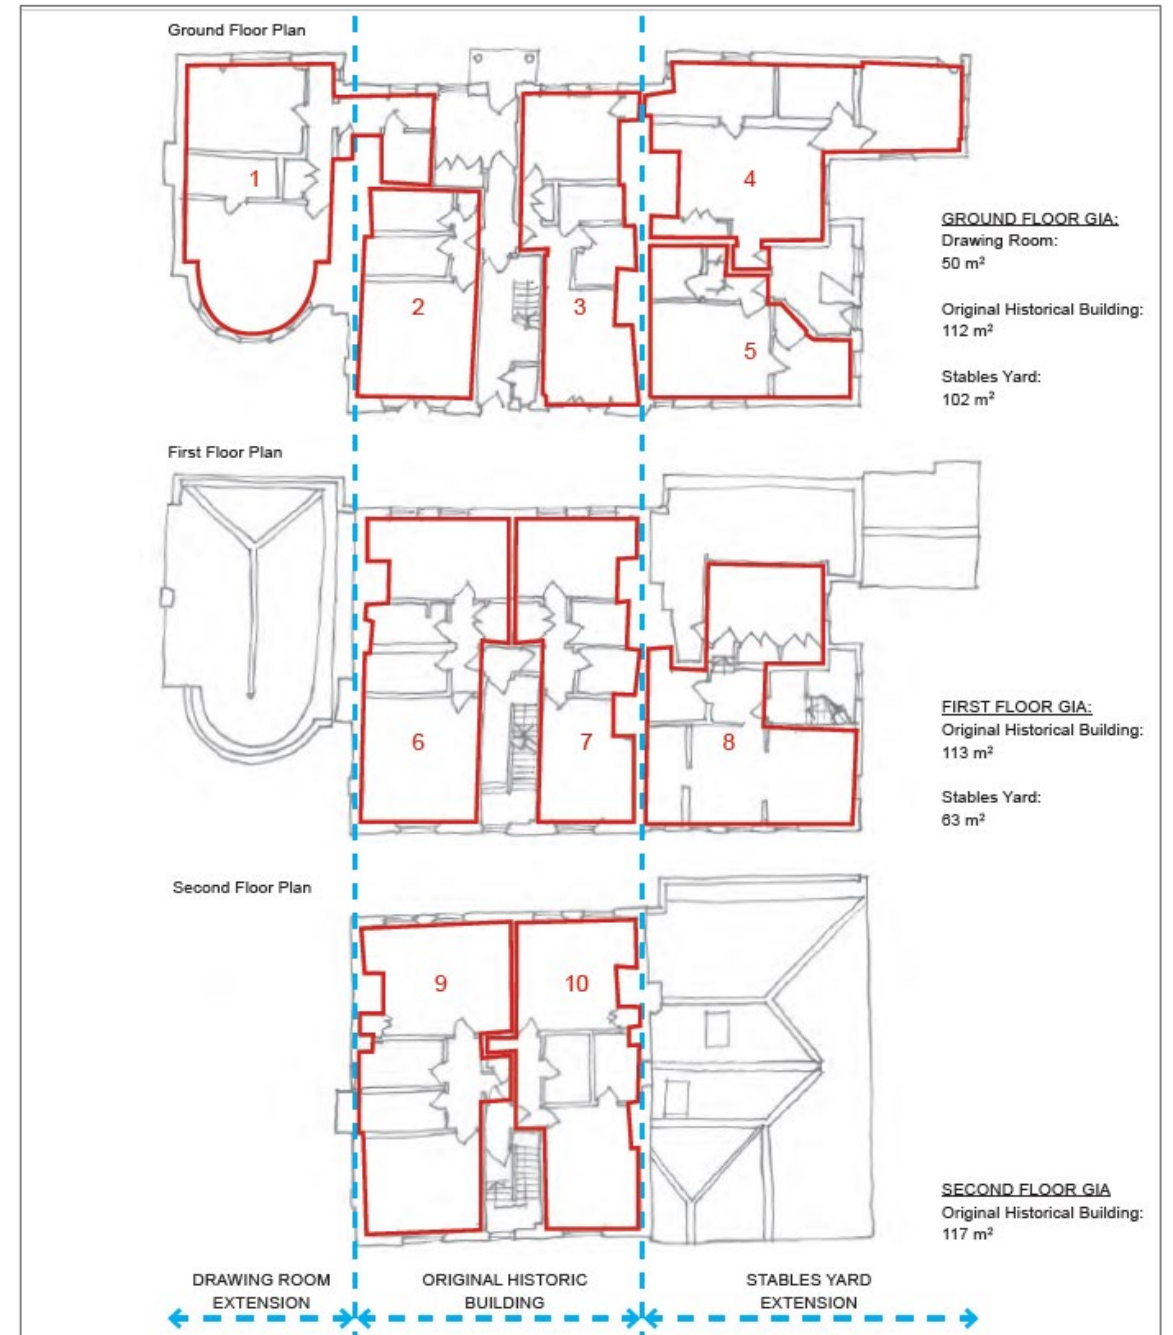 Ground Floor Plan
1
2
3
4
5
GROUND FLOOR GIA:
Drawing Room:
50 m²
Original Historical Building:
112 m²
Stables Yard:
102 m²
First Floor Plan
6
7
8
FIRST FLOOR GIA:
Original Historical Building:
113 m²
Stables Yard:
63 m²
Second Floor Plan
9
10
SECOND FLOOR GIA
Original Historical Building:
117 m²
DRAWING ROOM
EXTENSION
ORIGINAL HISTORIC
BUILDING
STABLES YARD
EXTENSION